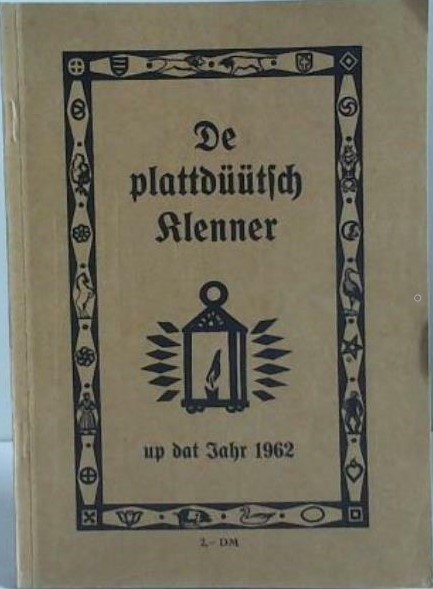 De
plattdüütsch
Klenner
up dat Jahr 1962
2,– DM